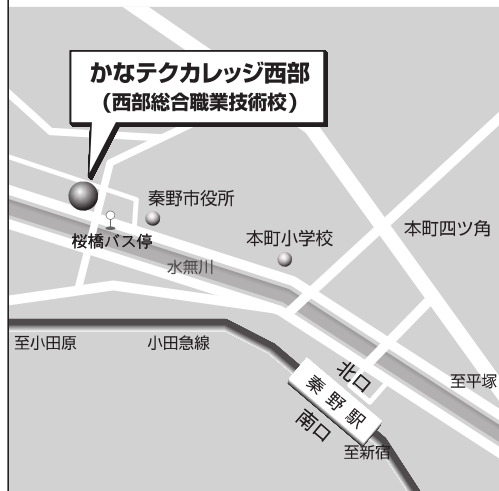 かなテクカレッジ西部
（西部総合職業技術校）
秦野市役所
桜橋バス停
本町小学校
本町四ツ角
水無川
至小田原
小田急線
北口
至平塚
秦野駅
南口
至新宿